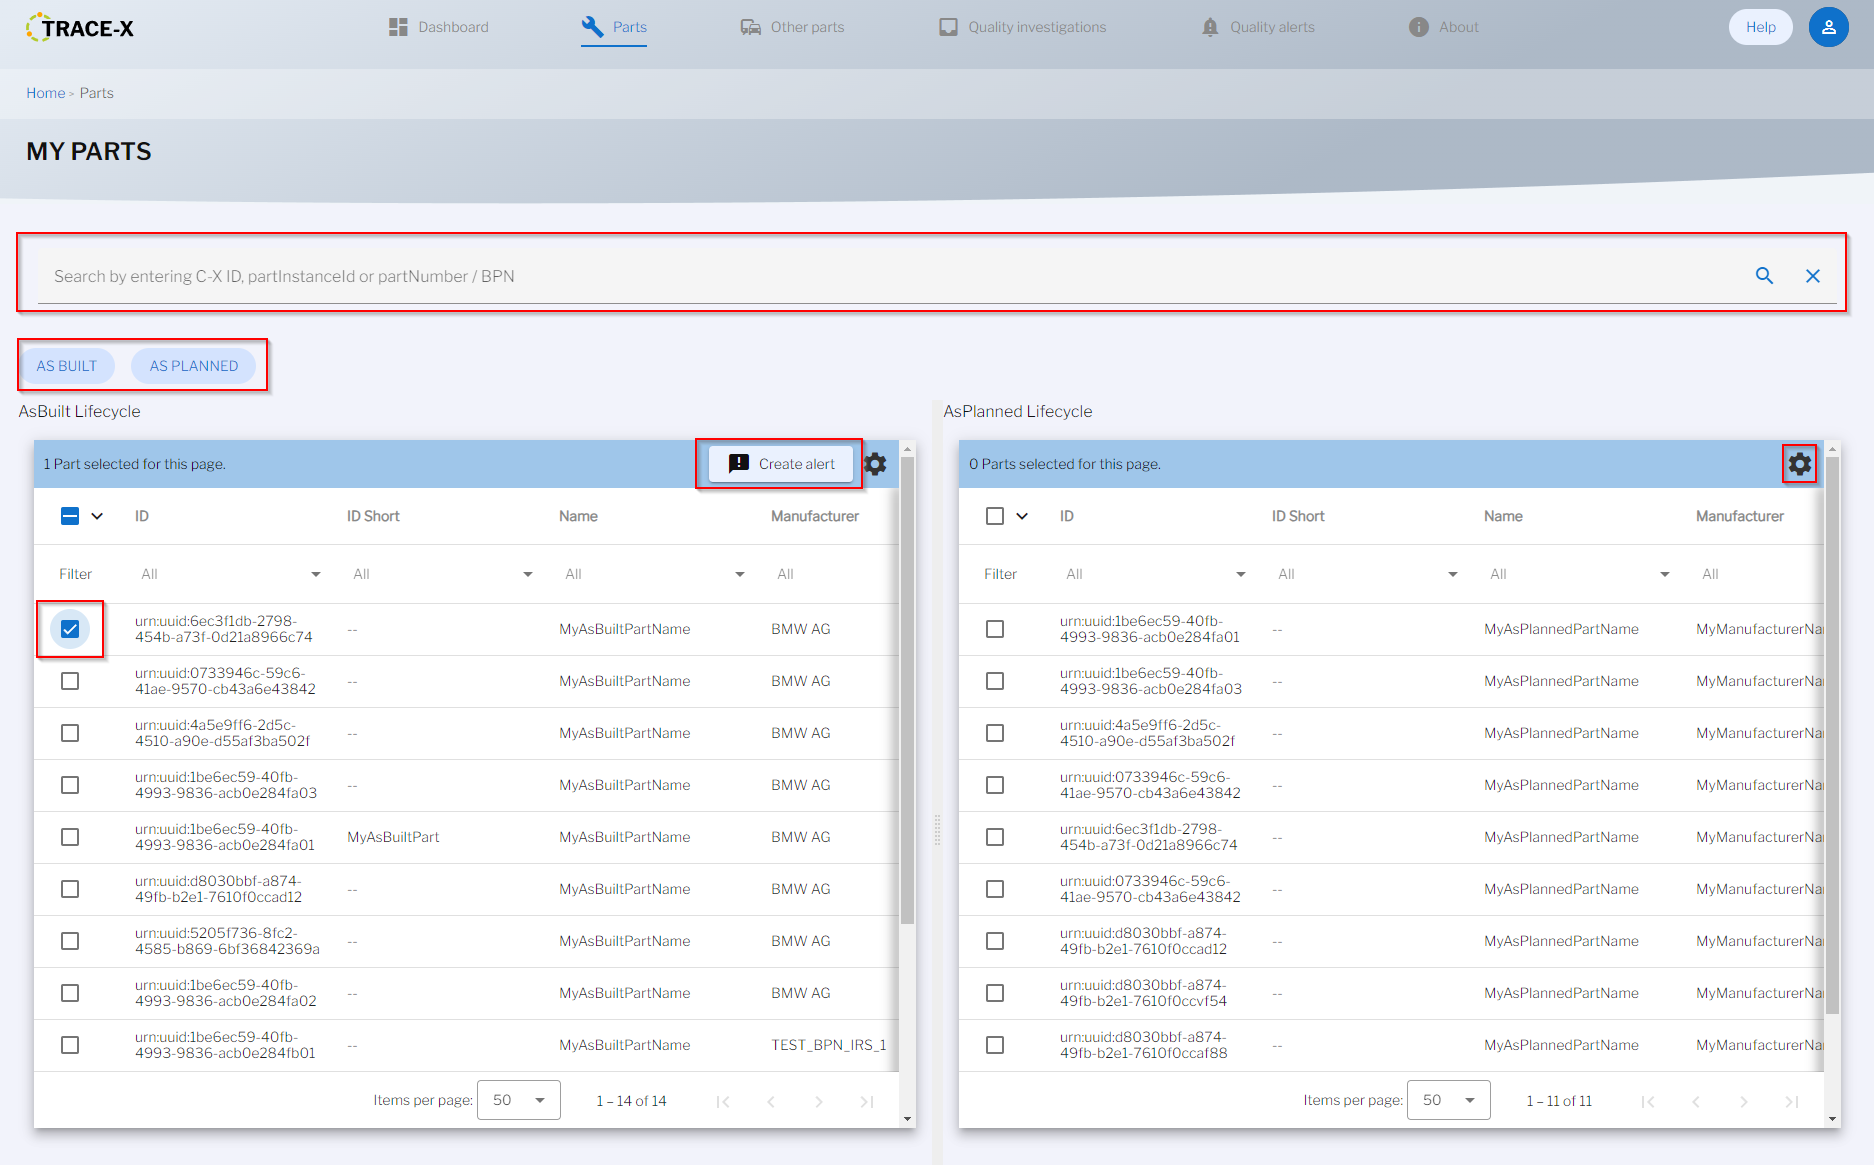 TRACE-X
Dashboard
Parts
Other parts
Quality investigations
Quality alerts
About
Help
Home > Parts
MY PARTS
Search by entering C-X ID, partInstanceId or partNumber / BPN
AS BUILT
AS PLANNED
AsBuilt Lifecycle
1 Part selected for this page.
Create alert
ID
ID Short
Name
Manufacturer
Filter
All
All
All
All
urn:uuid:6ec3f1db-2798-
454b-a73f-0d21a8966c74
--
MyAsBuiltPartName
BMW AG
urn:uuid:0733946c-59c6-
41ae-9570-cb43a6e43842
--
MyAsBuiltPartName
BMW AG
urn:uuid:4a5e9ff6-2d5c-
4510-a90e-d55af3ba502f
--
MyAsBuiltPartName
BMW AG
urn:uuid:1be6ec59-40fb-
4993-9836-acb0e284fa03
--
MyAsBuiltPartName
BMW AG
urn:uuid:1be6ec59-40fb-
4993-9836-acb0e284fa01
MyAsBuiltPart
MyAsBuiltPartName
BMW AG
urn:uuid:d8030bbf-a874-
49fb-b2e1-7610f0ccad12
--
MyAsBuiltPartName
BMW AG
urn:uuid:5205f736-8fc2-
4585-b869-6bf36842369a
--
MyAsBuiltPartName
BMW AG
urn:uuid:1be6ec59-40fb-
4993-9836-acb0e284fa02
--
MyAsBuiltPartName
BMW AG
urn:uuid:1be6ec59-40fb-
4993-9836-acb0e284fb01
--
MyAsBuiltPartName
TEST_BPN_IRS_1
Items per page: 50
1 – 14 of 14
AsPlanned Lifecycle
0 Parts selected for this page.
ID
ID Short
Name
Manufacturer
Filter
All
All
All
All
urn:uuid:1be6ec59-40fb-
4993-9836-acb0e284fa01
--
MyAsPlannedPartName
MyManufacturerNa
urn:uuid:1be6ec59-40fb-
4993-9836-acb0e284fa03
--
MyAsPlannedPartName
MyManufacturerNa
urn:uuid:4a5e9ff6-2d5c-
4510-a90e-d55af3ba502f
--
MyAsPlannedPartName
MyManufacturerNa
urn:uuid:0733946c-59c6-
41ae-9570-cb43a6e43842
--
MyAsPlannedPartName
MyManufacturerNa
urn:uuid:6ec3f1db-2798-
454b-a73f-0d21a8966c74
--
MyAsPlannedPartName
MyManufacturerNa
urn:uuid:0733946c-59c6-
41ae-9570-cb43a6e43842
--
MyAsPlannedPartName
MyManufacturerNa
urn:uuid:d8030bbf-a874-
49fb-b2e1-7610f0ccad12
--
MyAsPlannedPartName
MyManufacturerNa
urn:uuid:d8030bbf-a874-
49fb-b2e1-7610f0ccvf54
--
MyAsPlannedPartName
MyManufacturerNa
urn:uuid:d8030bbf-a874-
49fb-b2e1-7610f0ccaf88
--
MyAsPlannedPartName
MyManufacturerNa
Items per page: 50
1 – 11 of 11